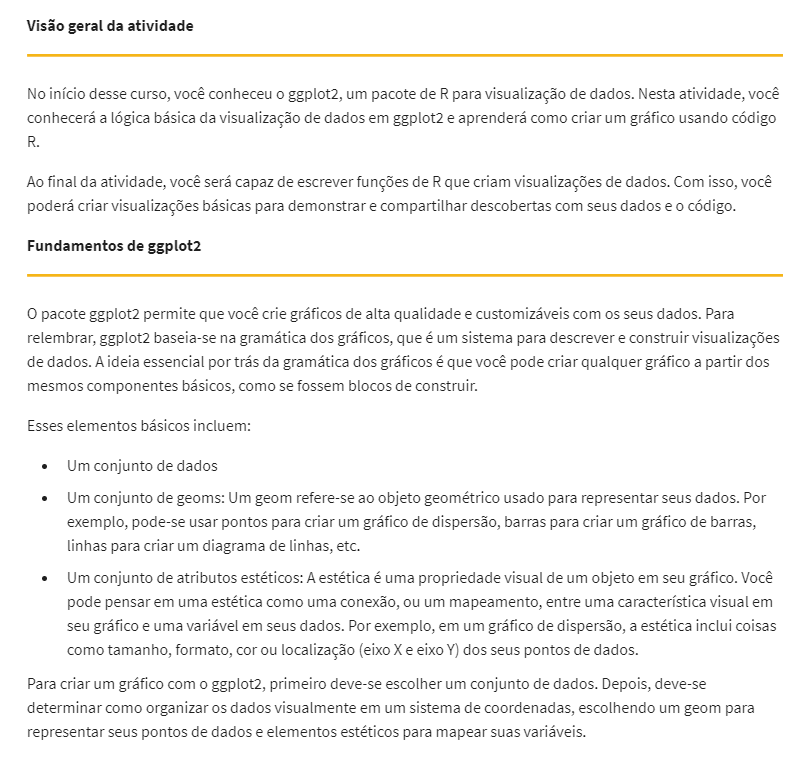 Visão geral da atividade
No início desse curso, você conheceu o ggplot2, um pacote de R para visualização de dados. Nesta atividade, você
conhecerá a lógica básica da visualização de dados em ggplot2 e aprenderá como criar um gráfico usando código
R.
Ao final da atividade, você será capaz de escrever funções de R que criam visualizações de dados. Com isso, você
poderá criar visualizações básicas para demonstrar e compartilhar descobertas com seus dados e o código.
Fundamentos de ggplot2
O pacote ggplot2 permite que você crie gráficos de alta qualidade e customizáveis com os seus dados. Para
relembrar, ggplot2 baseia-se na gramática dos gráficos, que é um sistema para descrever e construir visualizações
de dados. A ideia essencial por trás da gramática dos gráficos é que você pode criar qualquer gráfico a partir dos
mesmos componentes básicos, como se fossem blocos de construir.
Esses elementos básicos incluem:
• Um conjunto de dados
• Um conjunto de geoms: Um geom refere-se ao objeto geométrico usado para representar seus dados. Por
exemplo, pode-se usar pontos para criar um gráfico de dispersão, barras para criar um gráfico de barras,
linhas para criar um diagrama de linhas, etc.
• Um conjunto de atributos estéticos: A estética é uma propriedade visual de um objeto em seu gráfico. Você
pode pensar em uma estética como uma conexão, ou um mapeamento, entre uma característica visual em
seu gráfico e uma variável em seus dados. Por exemplo, em um gráfico de dispersão, a estética inclui coisas
como tamanho, formato, cor ou localização (eixo X e eixo Y) dos seus pontos de dados.
Para criar um gráfico com o ggplot2, primeiro deve-se escolher um conjunto de dados. Depois, deve-se
determinar como organizar os dados visualmente em um sistema de coordenadas, escolhendo um geom para
representar seus pontos de dados e elementos estéticos para mapear suas variáveis.